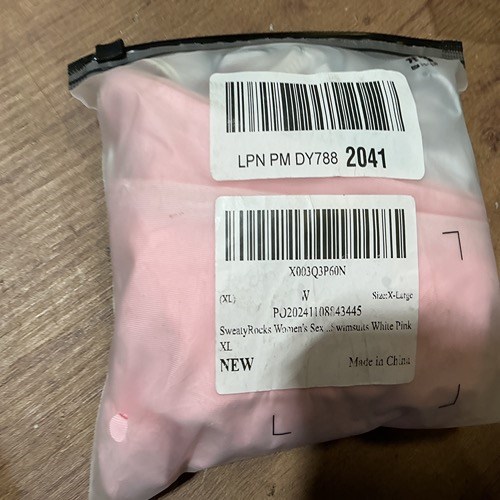 LPN PM DY788 2041
X003Q3P60N
(XL) W Size:X-Large
PO20241108843445
SweatyRocks Women's Sex...Swimsuits White Pink
XL
NEW Made in China